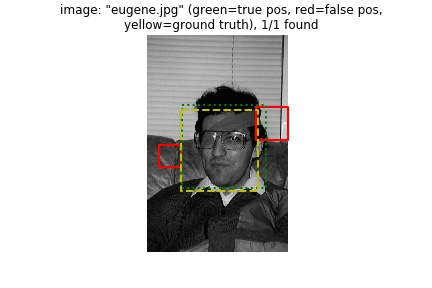 image: "eugene.jpg" (green=true pos, red=false pos,
yellow=ground truth), 1/1 found